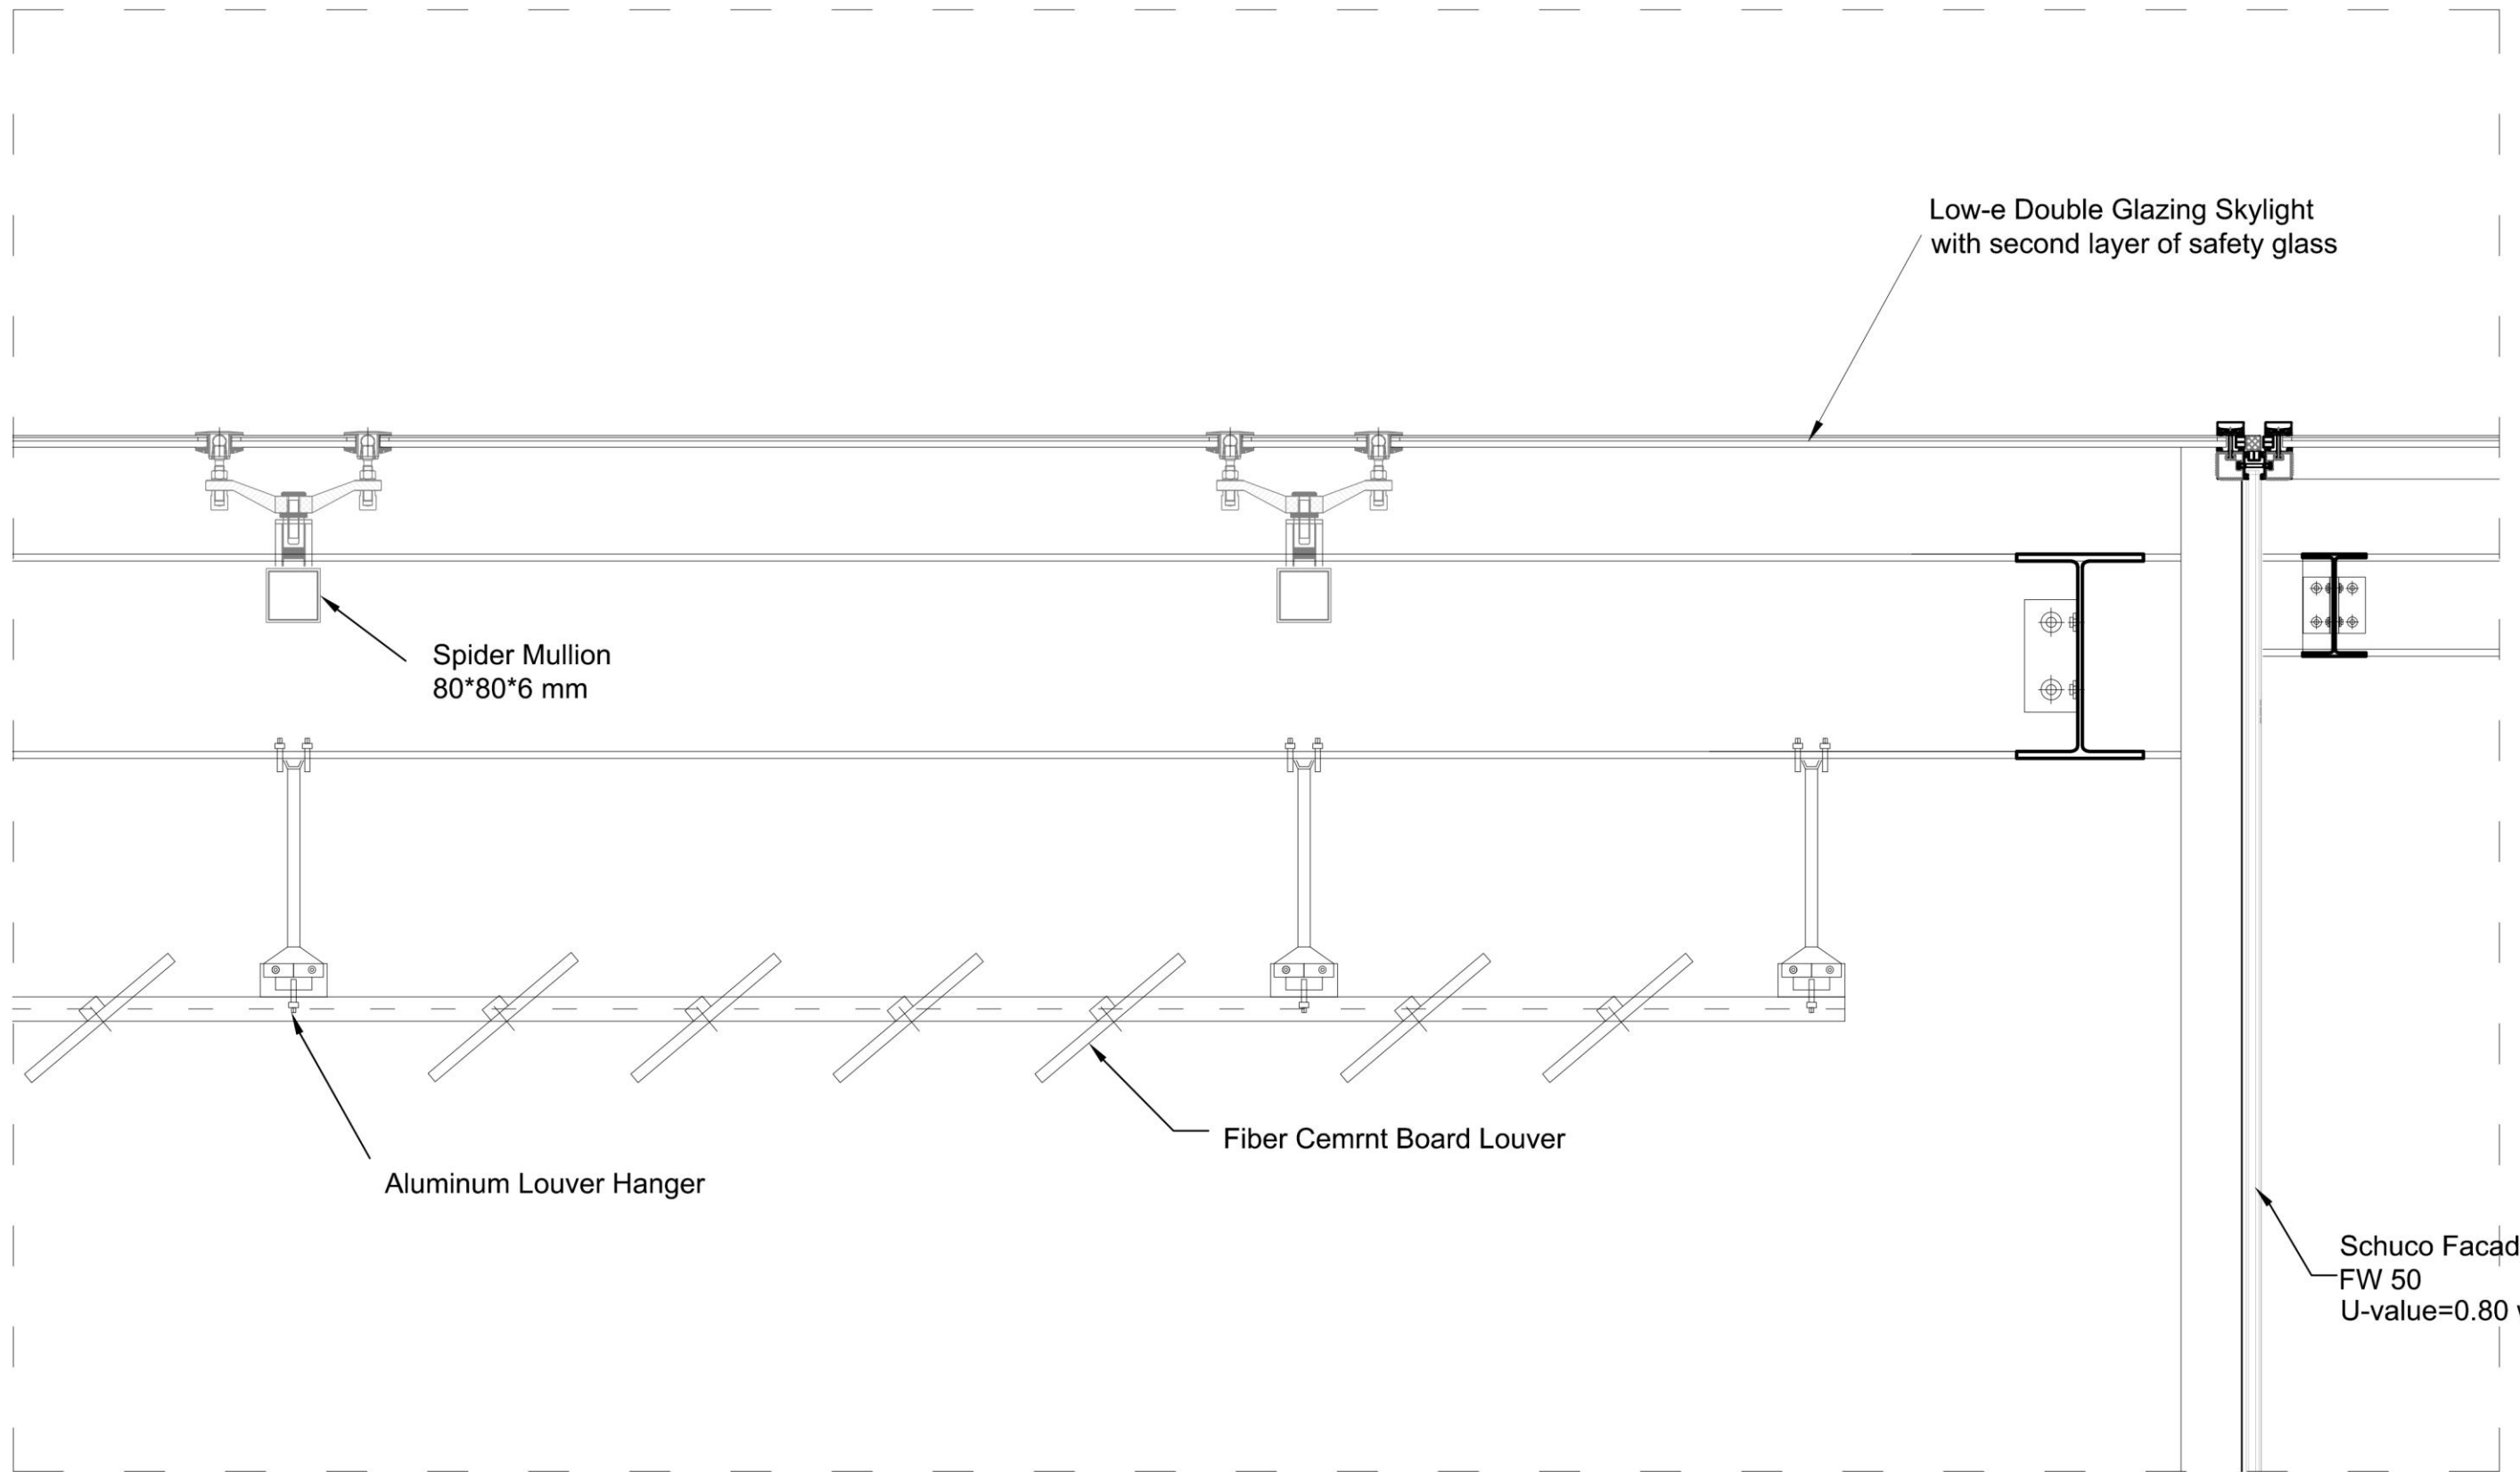 Low-e Double Glazing Skylight
with second layer of safety glass
Spider Mullion
80*80*6 mm
Fiber Cemrnt Board Louver
Aluminum Louver Hanger
Schuco Facad
FW 50
U-value=0.80